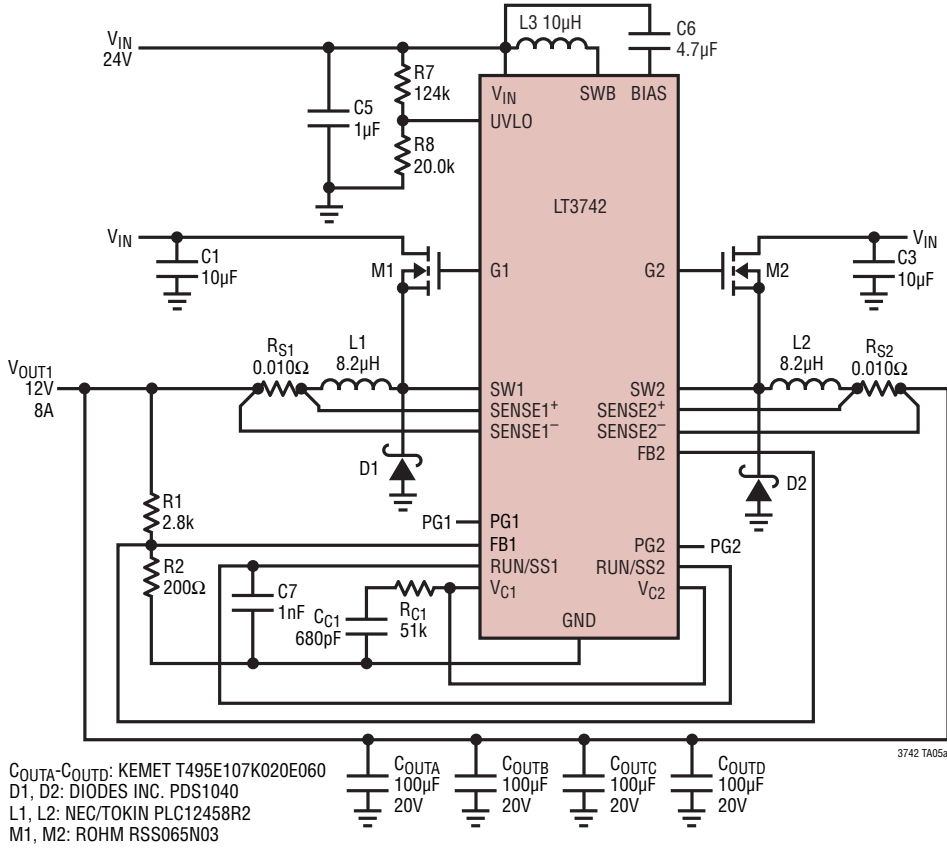 VIN
24V
L3 10µH
C6
4.7µF
R7
124k
C5
1µF
R8
20.0k
VIN
SWB
BIAS
UVLO
LT3742
VIN
C1
10µF
M1
G1
G2
M2
VIN
C3
10µF
VOUT1
12V
8A
RS1
0.010Ω
L1
8.2µH
SW1
SENSE1+
SENSE1–
SW2
SENSE2+
SENSE2–
FB2
L2
8.2µH
RS2
0.010Ω
D1
D2
R1
2.8k
R2
200Ω
PG1
PG1
FB1
RUN/SS1
VC1
PG2
PG2
RUN/SS2
VC2
C7
1nF
CC1
680pF
RC1
51k
GND
3742 TA05a
COUTA
100µF
20V
COUTB
100µF
20V
COUTC
100µF
20V
COUTD
100µF
20V
COUTA-COUTD: KEMET T495E107K020E060
D1, D2: DIODES INC. PDS1040
L1, L2: NEC/TOKIN PLC12458R2
M1, M2: ROHM RSS065N03